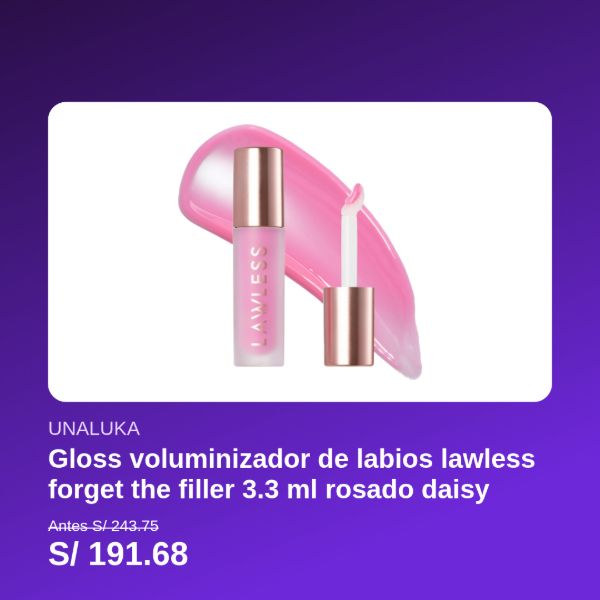 LAWLESS
UNALUKA
Gloss voluminizador de labios lawless
forget the filler 3.3 ml rosado daisy
Antes S/ 243.75
S/ 191.68